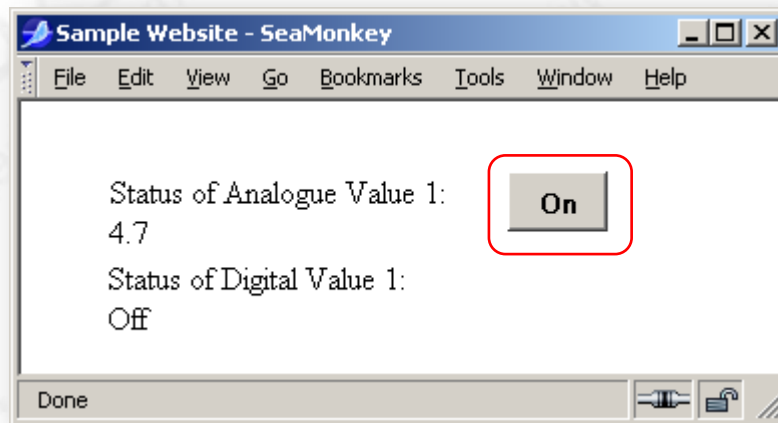 Sample Website - SeaMonkey
File Edit View Go Bookmarks Tools Window Help
Status of Analogue Value 1:
4.7
On
Status of Digital Value 1:
Off
Done